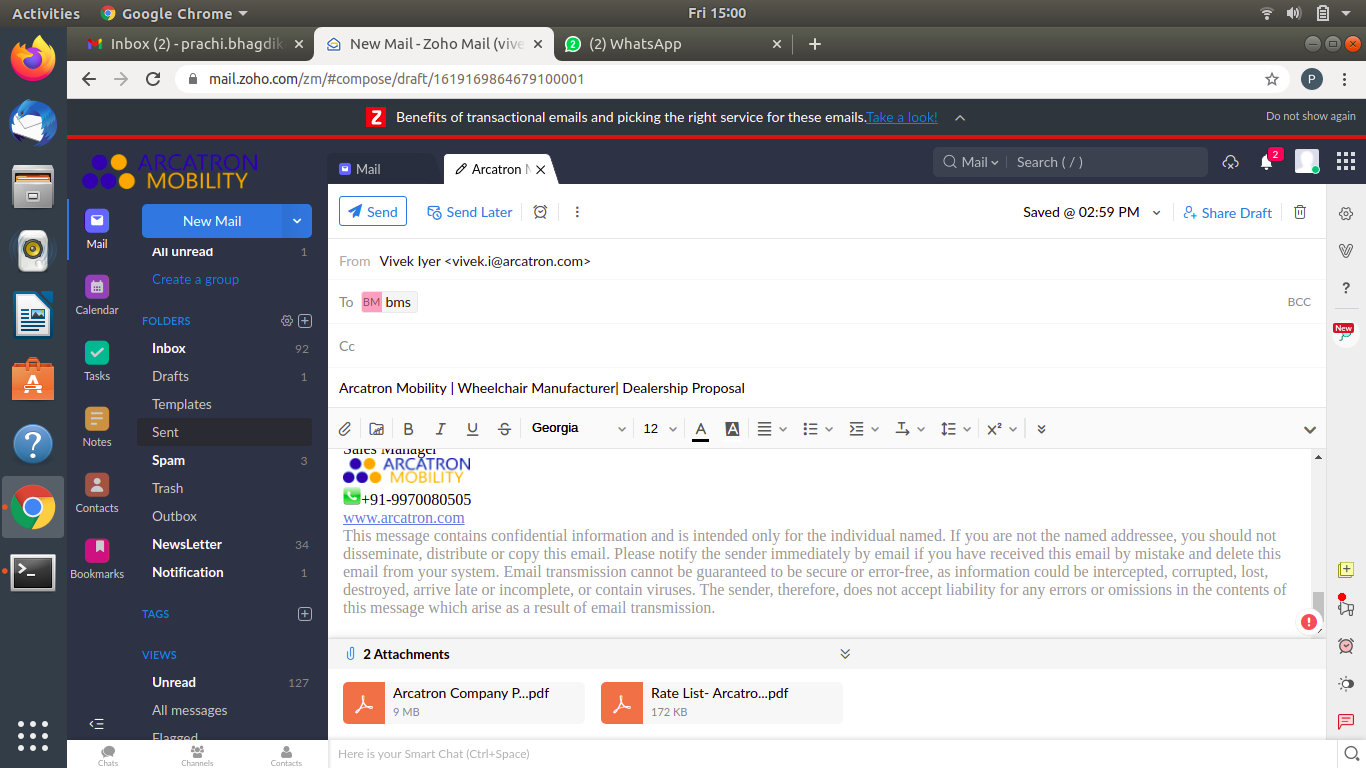 Activities
Google Chrome
Fri 15:00
Inbox (2) - prachi.bhagdik
New Mail - Zoho Mail (vive
(2) WhatsApp
mail.zoho.com/zm/#compose/draft/1619169864679100001
P
Benefits of transactional emails and picking the right service for these emails.Take a look!
Do not show again
ARCATRON
MOBILITY
Mail
Arcatron
Mail
Search ( / )
2
Mail
Calendar
Tasks
Notes
Contacts
Bookmarks
New Mail
All unread 1
Create a group
FOLDERS
Inbox 92
Drafts 1
Templates
Sent
Spam 3
Trash
Outbox
NewsLetter 34
Notification 1
TAGS
VIEWS
Unread 127
All messages
Flagged
Chats
Channels
Contacts
Send
Send Later
Saved @ 02:59 PM
Share Draft
From Vivek Iyer <vivek.i@arcatron.com>
To BM bms
BCC
Cc
Arcatron Mobility | Wheelchair Manufacturer| Dealership Proposal
B I U S Georgia 12 A A
Sales Manager
ARCATRON
MOBILITY
+91-9970080505
www.arcatron.com
This message contains confidential information and is intended only for the individual named. If you are not the named addressee, you should not
disseminate, distribute or copy this email. Please notify the sender immediately by email if you have received this email by mistake and delete this
email from your system. Email transmission cannot be guaranteed to be secure or error-free, as information could be intercepted, corrupted, lost,
destroyed, arrive late or incomplete, or contain viruses. The sender, therefore, does not accept liability for any errors or omissions in the contents of
this message which arise as a result of email transmission.
2 Attachments
Arcatron Company P...pdf
9 MB
Rate List- Arcatro...pdf
172 KB
Here is your Smart Chat (Ctrl+Space)
New